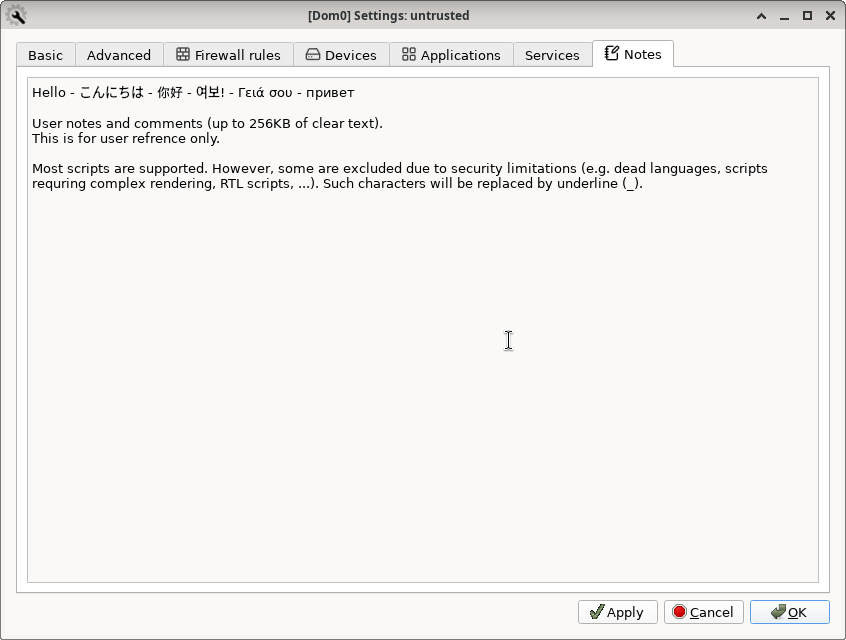 [Dom0] Settings: untrusted
Basic Advanced Firewall rules Devices Applications Services Notes
Hello - こんにちは - 你好 - 여보! - Γειά σου - привет
User notes and comments (up to 256KB of clear text).
This is for user refrence only.
Most scripts are supported. However, some are excluded due to security limitations (e.g. dead languages, scripts
requring complex rendering, RTL scripts, ...). Such characters will be replaced by underline (_).
Apply Cancel OK